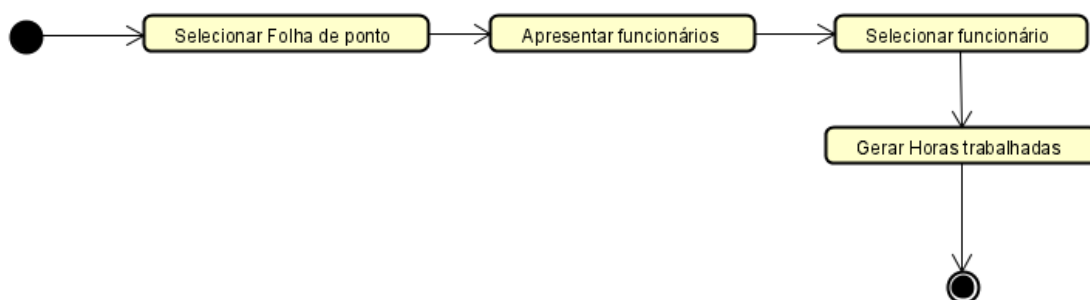 Selecionar Folha de ponto
Apresentar funcionários
Selecionar funcionário
Gerar Horas trabalhadas